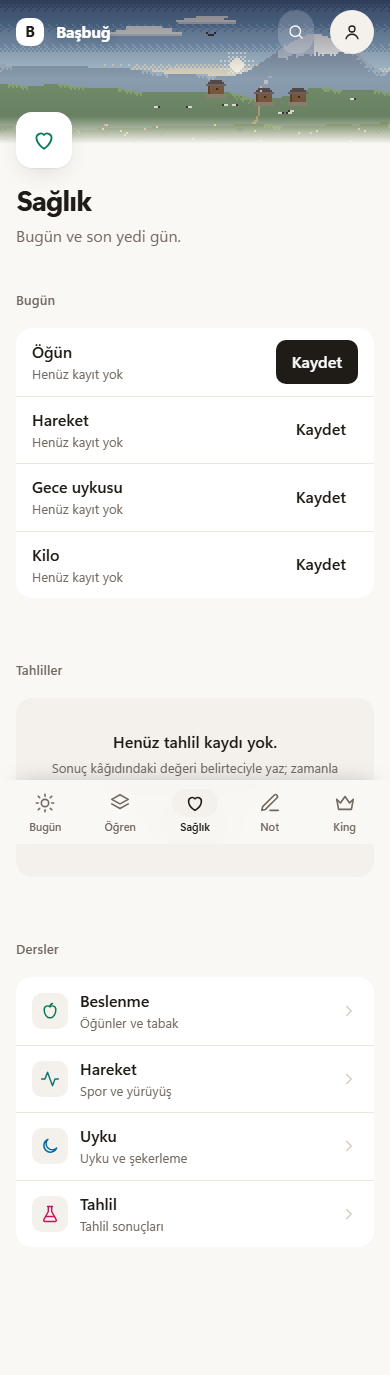 B Başbuğ
Sağlık
Bugün ve son yedi gün.
Bugün
Öğün
Henüz kayıt yok
Kaydet
Hareket
Henüz kayıt yok
Kaydet
Gece uykusu
Henüz kayıt yok
Kaydet
Kilo
Henüz kayıt yok
Kaydet
Tahliller
Henüz tahlil kaydı yok.
Sonuç kâğıdındaki değeri belirteciyle yaz; zamanla
Bugün Öğren Sağlık Not King
Dersler
Beslenme
Öğünler ve tabak
Hareket
Spor ve yürüyüş
Uyku
Uyku ve şekerleme
Tahlil
Tahlil sonuçları